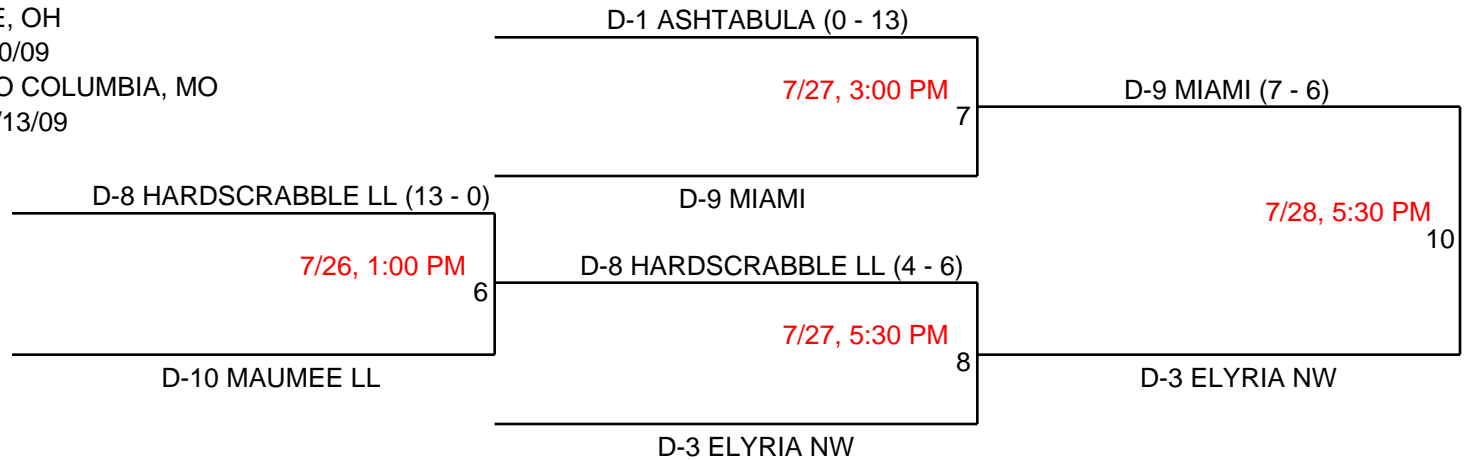 E, OH
0/09
O COLUMBIA, MO
/13/09
D-1 ASHTABULA (0 - 13)
7/27, 3:00 PM
7
D-9 MIAMI (7 - 6)
D-8 HARDSCRABBLE LL (13 - 0)
D-9 MIAMI
7/28, 5:30 PM
10
7/26, 1:00 PM
6
D-8 HARDSCRABBLE LL (4 - 6)
7/27, 5:30 PM
8
D-10 MAUMEE LL
D-3 ELYRIA NW
D-3 ELYRIA NW